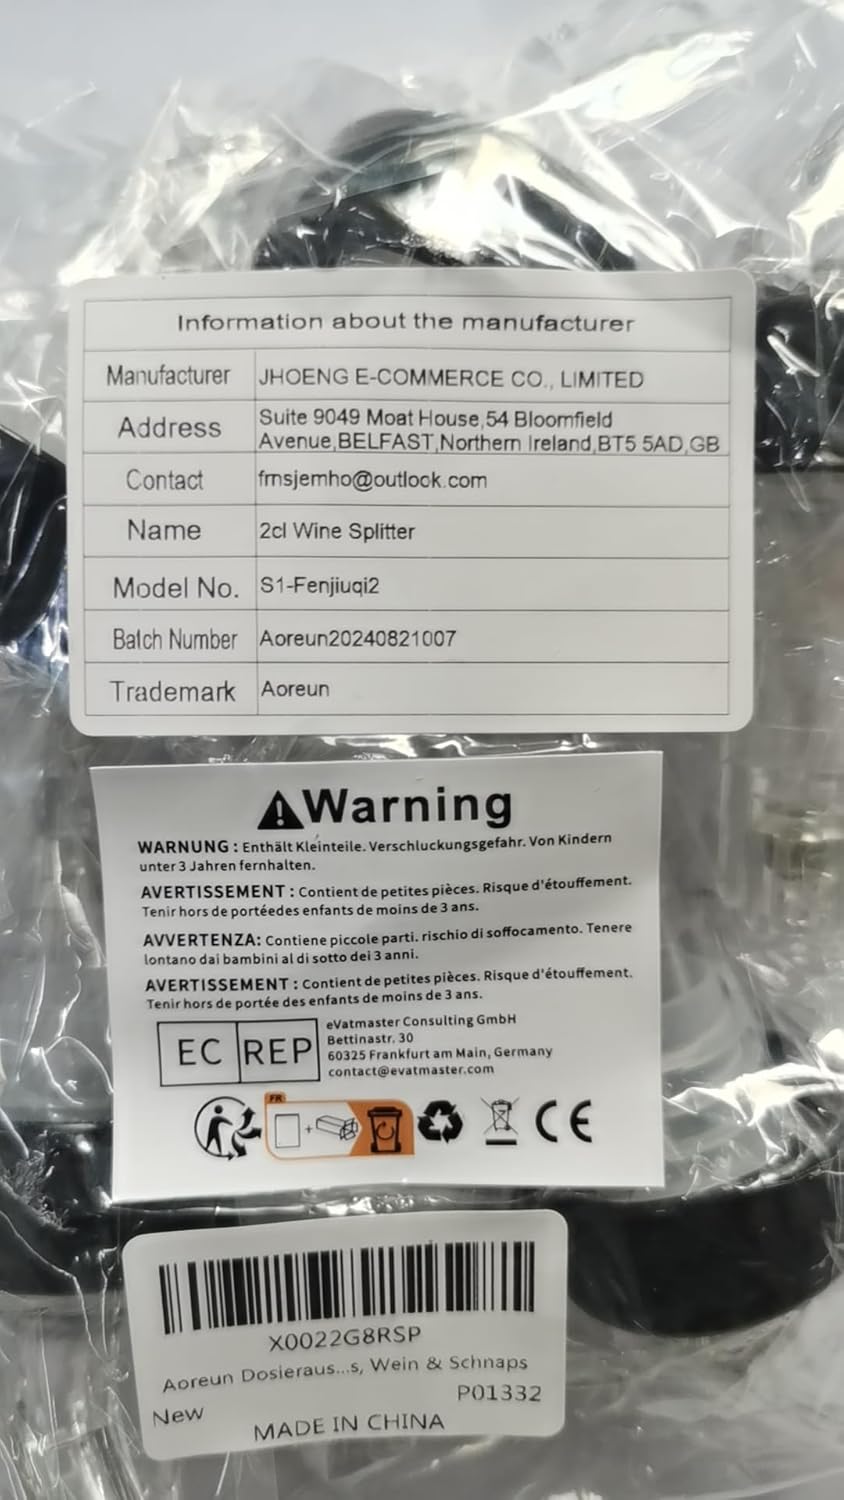 Information about the manufacturer
Manufacturer JHOENG E-COMMERCE CO., LIMITED
Address Suite 9049 Moat House,54 Bloomfield
Avenue,BELFAST,Northern Ireland,BT5 5AD,GB
Contact frnsjemho@outlook.com
Name 2cl Wine Splitter
Model No. S1-Fenjiuqi2
Batch Number Aoreun20240821007
Trademark Aoreun
Warning
WARNUNG : Enthält Kleinteile. Verschluckungsgefahr. Von Kindern
unter 3 Jahren fernhalten.
AVERTISSEMENT : Contient de petites pièces. Risque d'étouffement.
Tenir hors de portéedes enfants de moins de 3 ans.
AVVERTENZA: Contiene piccole parti. rischio di soffocamento. Tenere
lontano dai bambini al di sotto dei 3 anni.
AVERTISSEMENT : Contient de petites pièces. Risque d'étouffement.
Tenir hors de portée des enfants de moins de 3 ans.
EC REP
eVatmaster Consulting GmbH
Bettinastr. 30
60325 Frankfurt am Main, Germany
contact@evatmaster.com
FR
CE
X0022G8RSP
Aoreun Dosieraus...s, Wein & Schnaps
New P01332
MADE IN CHINA